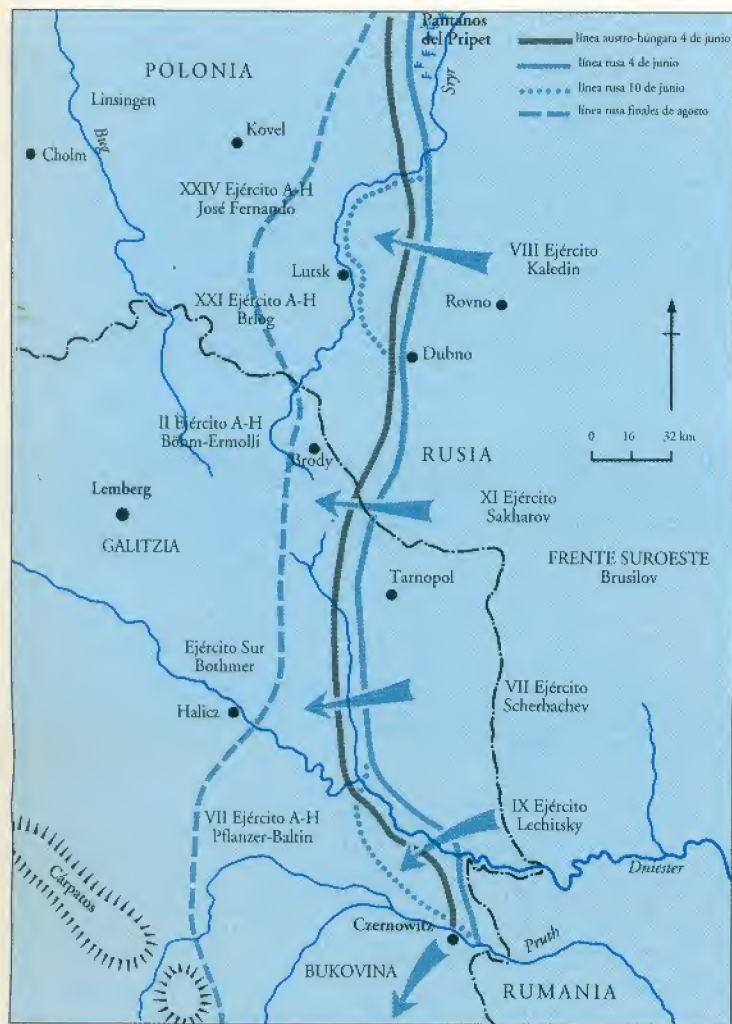 Pantanos
del Pripet
línea austro-húngara 4 de junio
línea rusa 4 de junio
línea rusa 10 de junio
línea rusa finales de agosto
POLONIA
Linsingen
Bug
Styr
Kovel
Cholm
XXIV Ejército A-H
José Fernando
VIII Ejército
Kaledin
Lutsk
Rovno
XXI Ejército A-H
Brlog
Dubno
II Ejército A-H
Böhm-Ermolli
Brody
RUSIA
0 16 32 km
Lemberg
GALITZIA
XI Ejército
Sakharov
FRENTE SUROESTE
Brusilov
Tarnopol
Ejército Sur
Bothmer
Halicz
VII Ejército
Scherbachev
VII Ejército A-H
Pflanzer-Baltin
IX Ejército
Lechitsky
Cárpatos
Dniester
Czernowitz
Pruth
BUKOVINA
RUMANIA